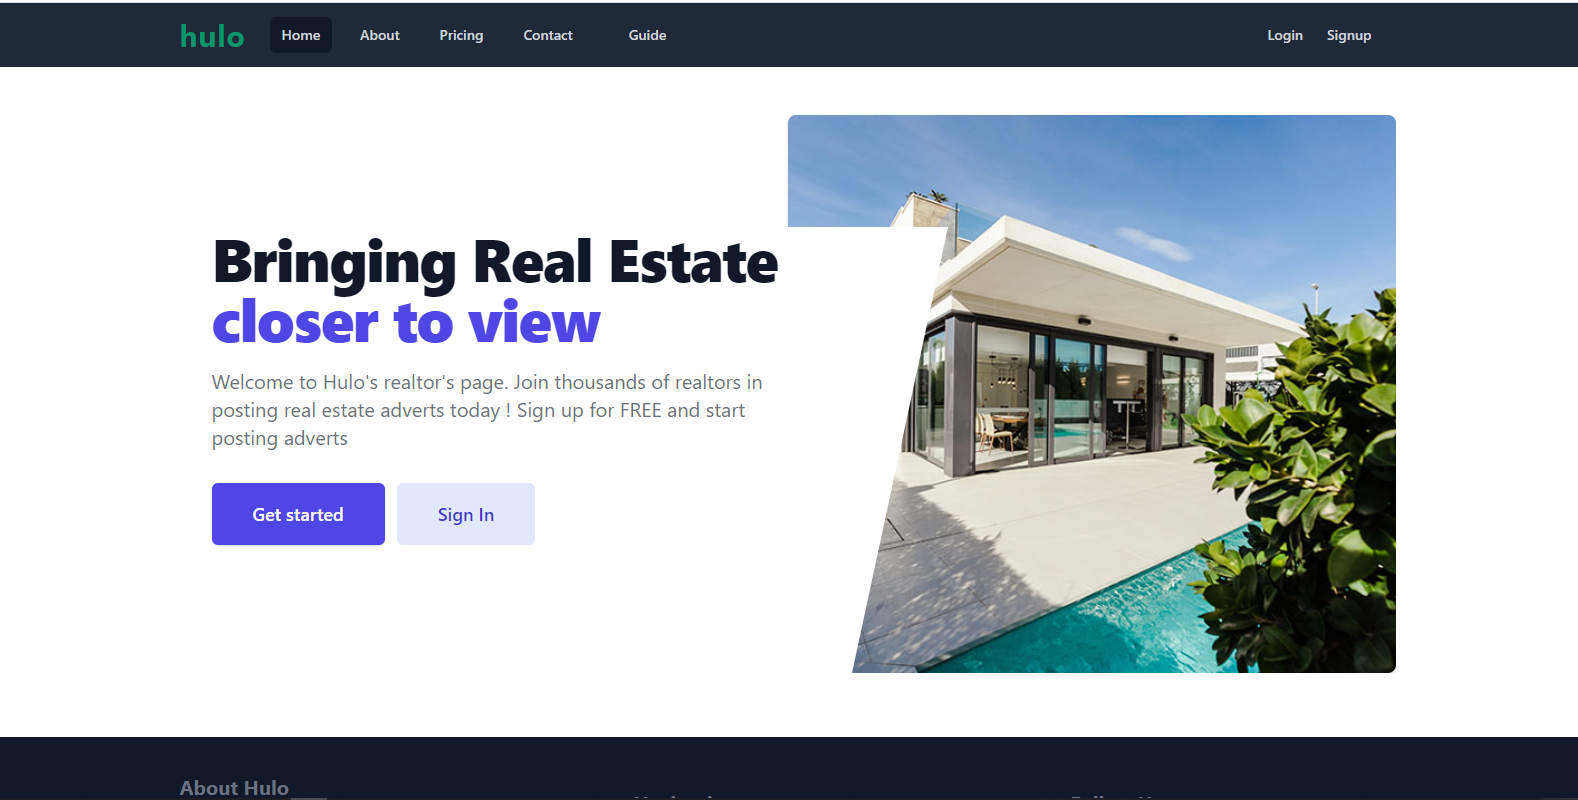 hulo
Home About Pricing Contact Guide Login Signup
Bringing Real Estate
closer to view
Welcome to Hulo's realtor's page. Join thousands of realtors in
posting real estate adverts today ! Sign up for FREE and start
posting adverts
Get started Sign In
About Hulo